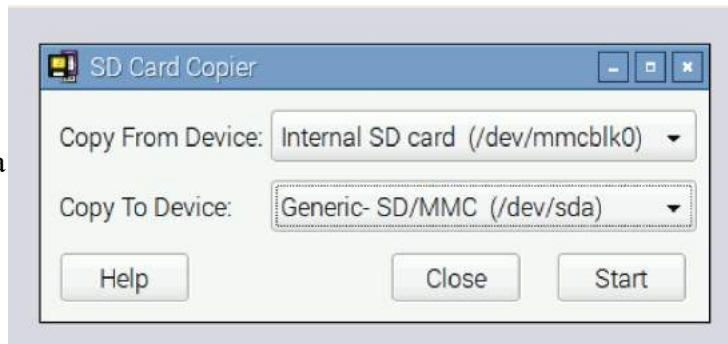 SD Card Copier
Copy From Device: Internal SD card (/dev/mmcblk0)
a
Copy To Device: Generic- SD/MMC (/dev/sda)
Help Close Start